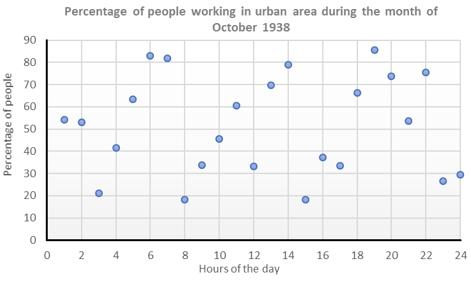 Percentage of people working in urban area during the month of
October 1938
Percentage of people
90
80
70
60
50
40
30
20
10
0
0 2 4 6 8 10 12 14 16 18 20 22 24
Hours of the day